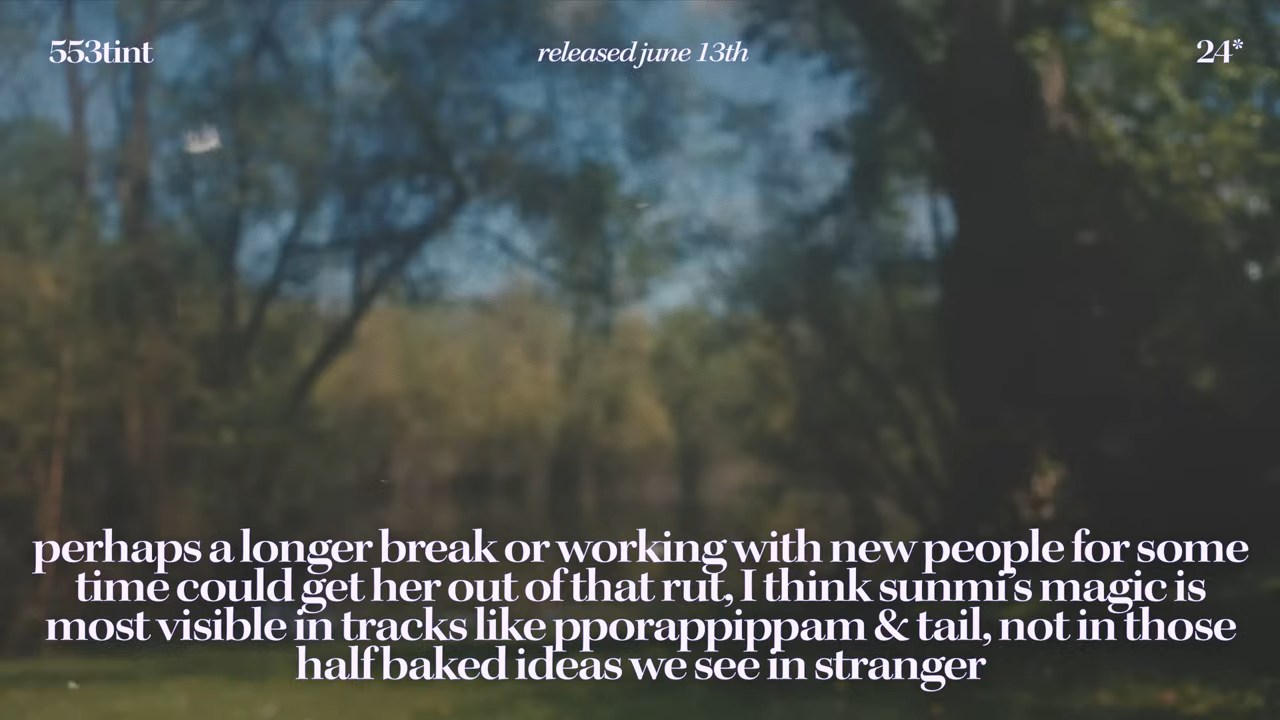 553tint
released june 13th
24*
perhaps a longer break or working with new people for some
time could get her out of that rut, I think sunmi's magic is
most visible in tracks like pporappippam & tail, not in those
half baked ideas we see in stranger